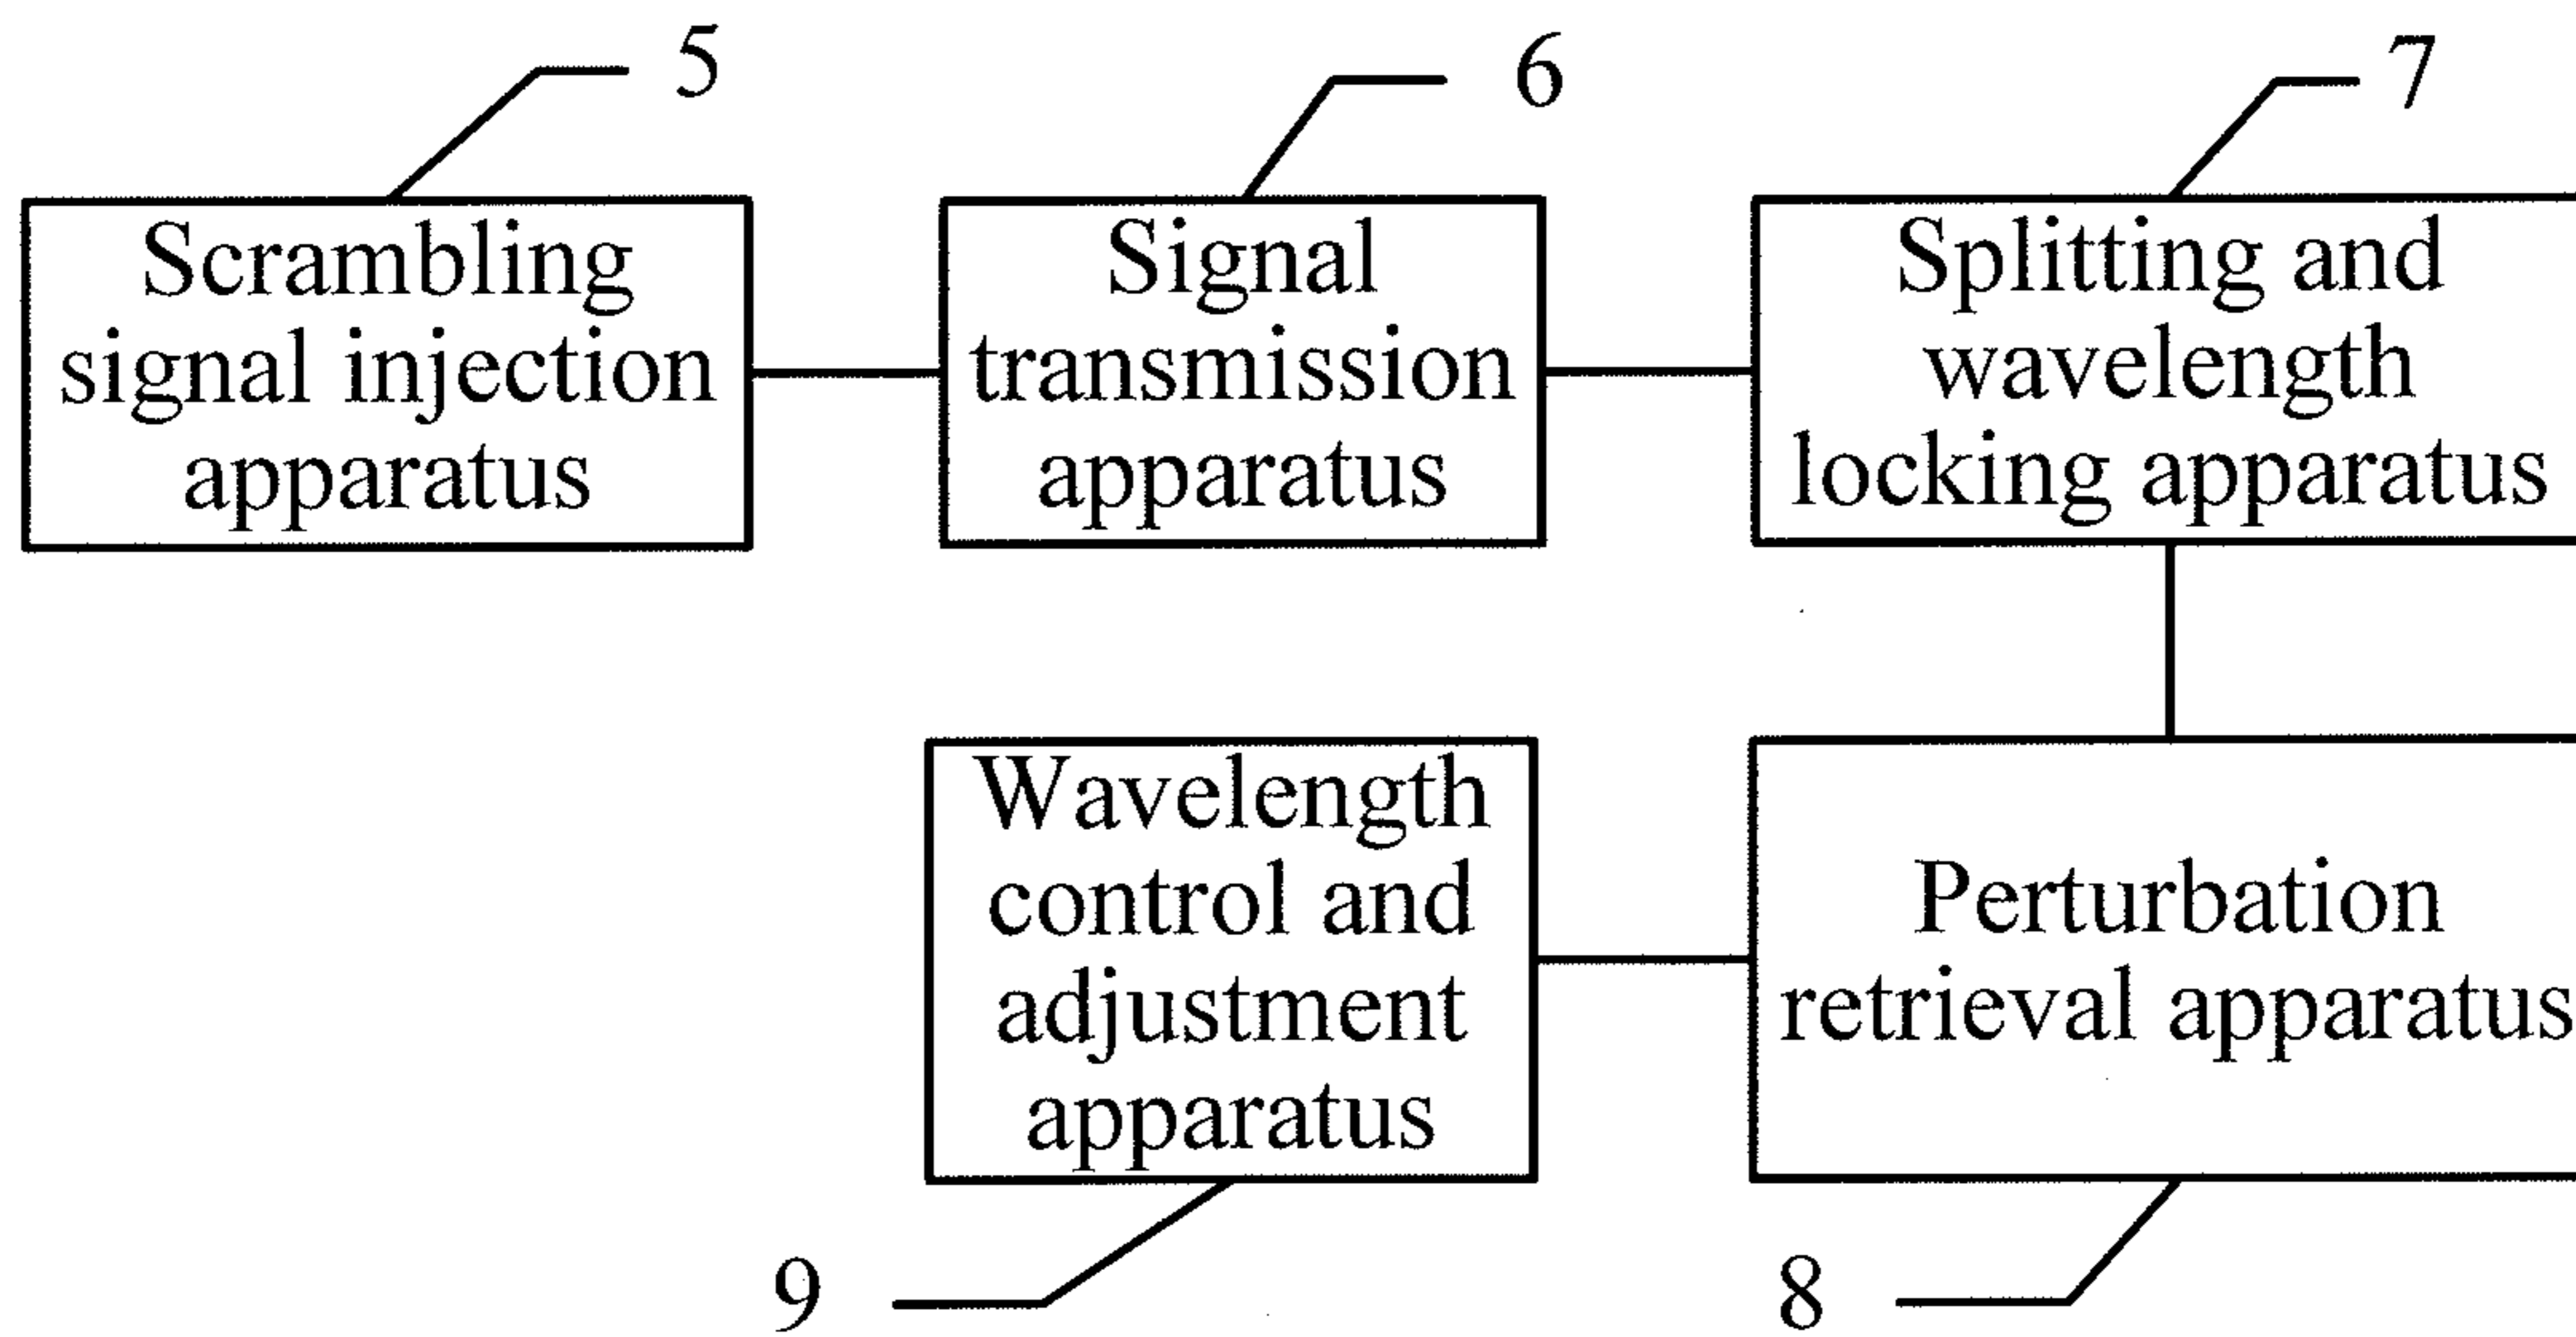 5
6
7
Scrambling
signal injection
apparatus
Signal
transmission
apparatus
Splitting and
wavelength
locking apparatus
Wavelength
control and
adjustment
apparatus
Perturbation
retrieval apparatus
9
8